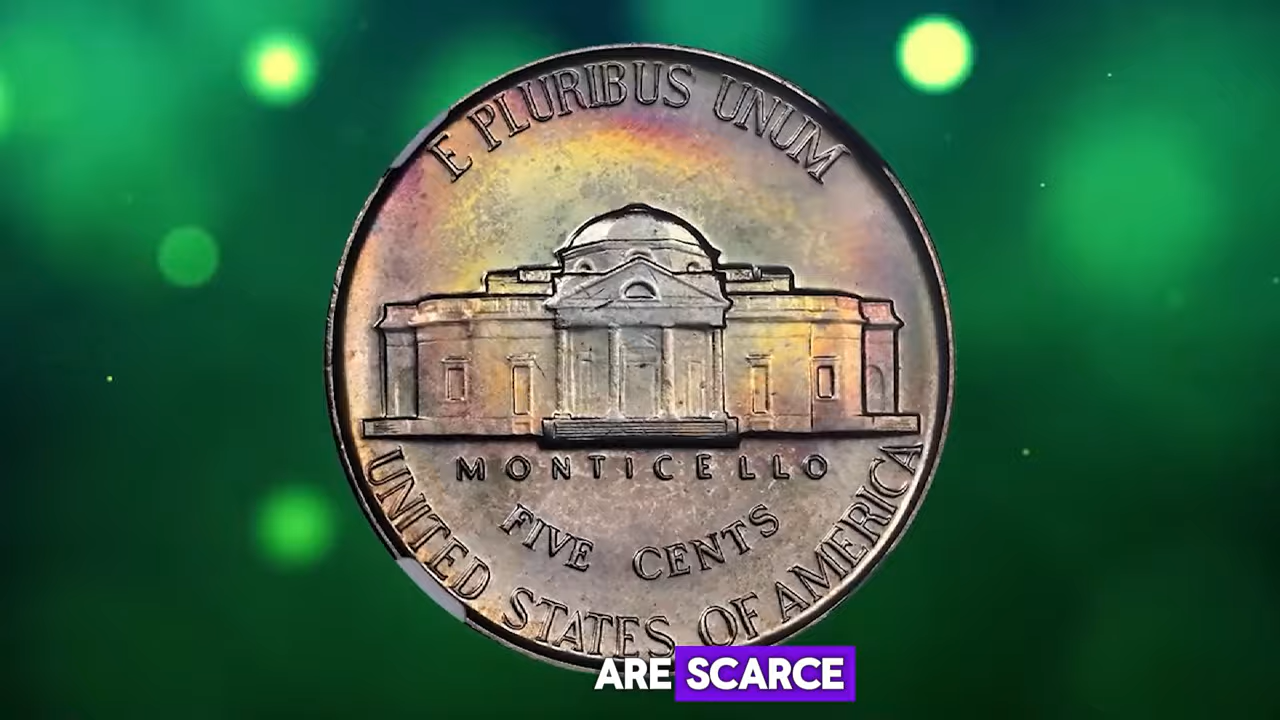 E PLURIBUS UNUM
MONTICELLO
FIVE CENTS
UNITED STATES OF AMERICA
ARE SCARCE